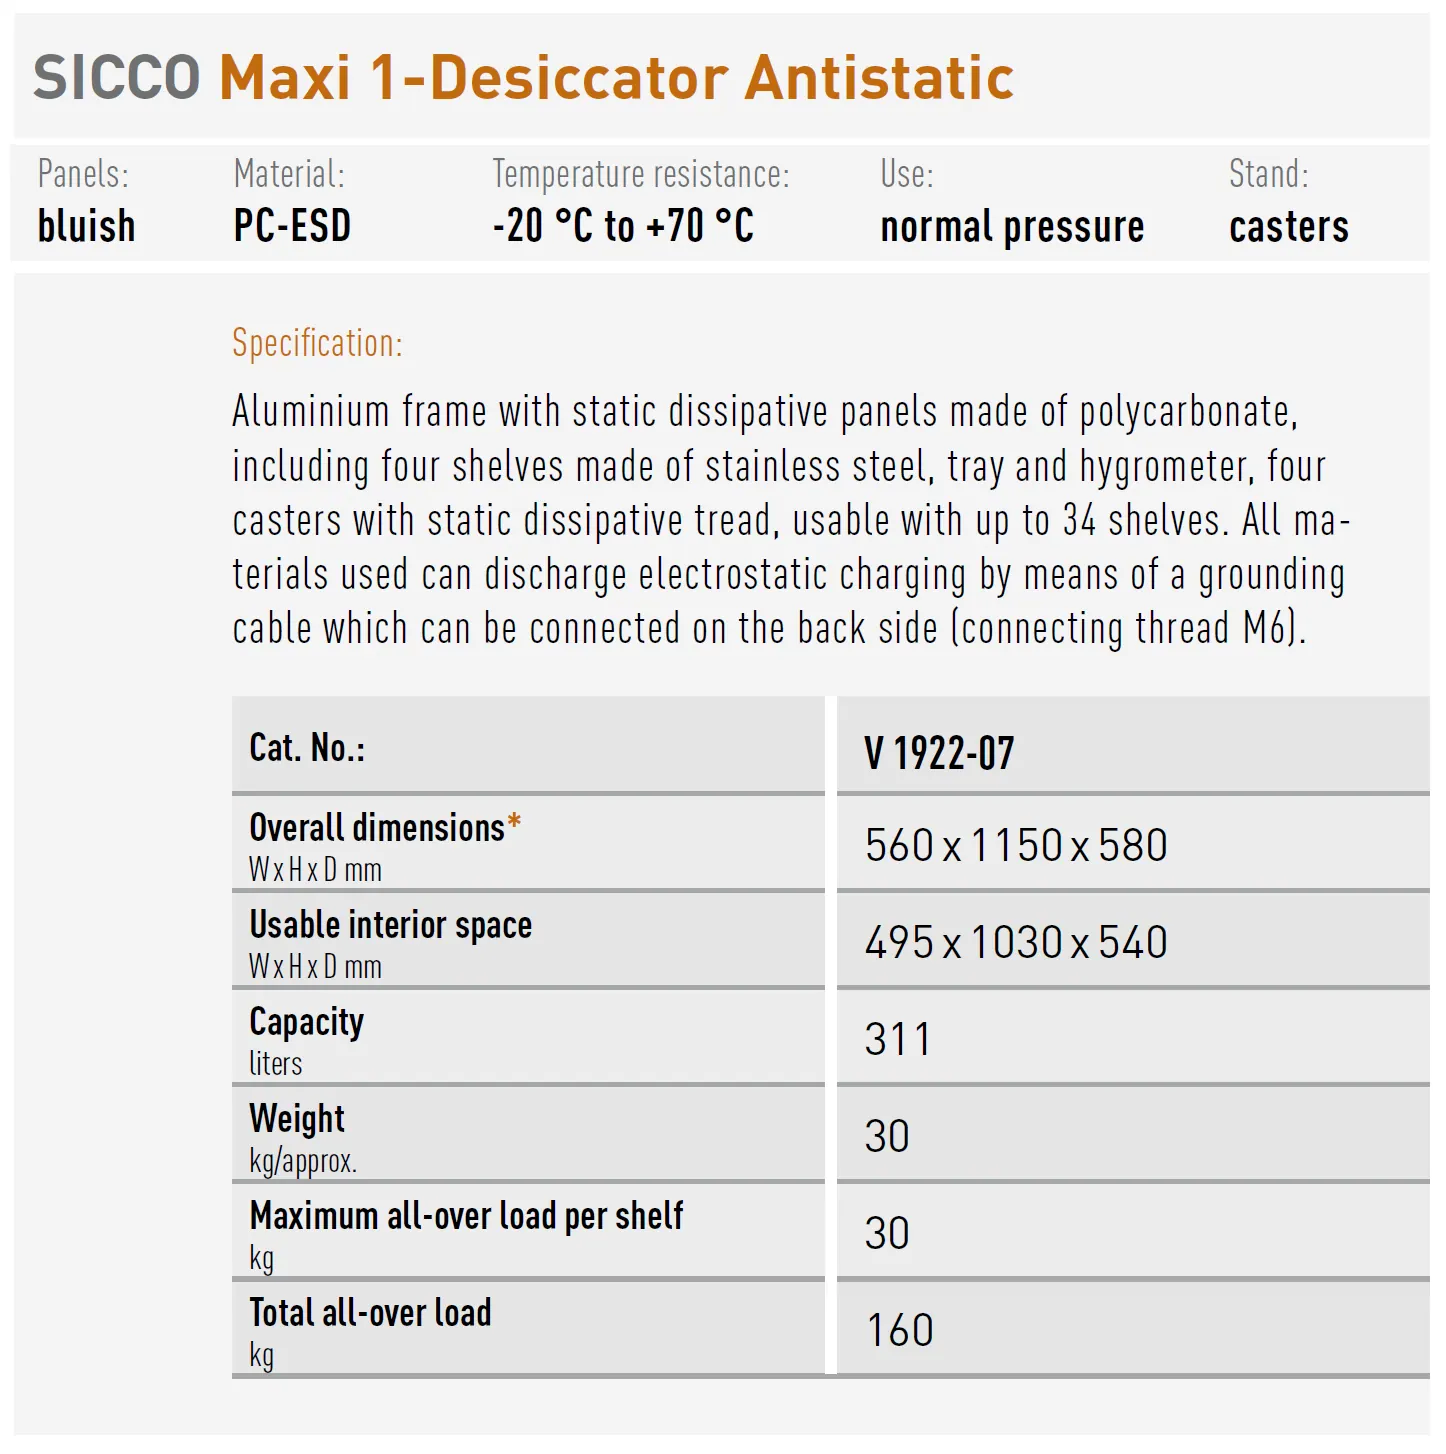 SICCO Maxi 1-Desiccator Antistatic
Panels: Material: Temperature resistance: Use: Stand:
bluish PC-ESD -20 °C to +70 °C normal pressure casters
Specification:
Aluminium frame with static dissipative panels made of polycarbonate,
including four shelves made of stainless steel, tray and hygrometer, four
casters with static dissipative tread, usable with up to 34 shelves. All ma-
terials used can discharge electrostatic charging by means of a grounding
cable which can be connected on the back side (connecting thread M6).
Cat. No.: V 1922-07
Overall dimensions*
W x H x D mm
560 x 1150 x 580
Usable interior space
W x H x D mm
495 x 1030 x 540
Capacity
liters
311
Weight
kg/approx.
30
Maximum all-over load per shelf
kg
30
Total all-over load
kg
160